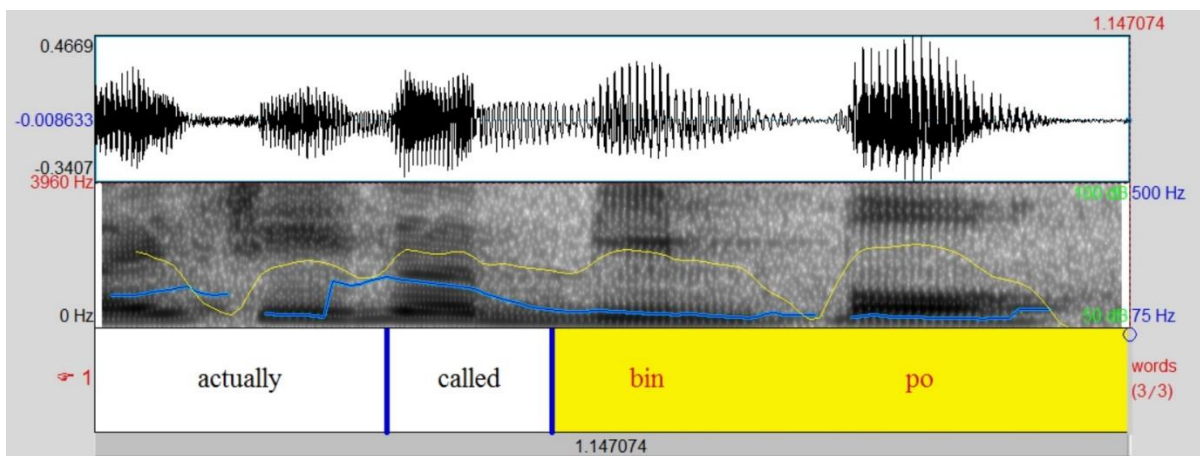 1.147074
0.4669
-0.008633
-0.3407
3960 Hz
100 dB 500 Hz
0 Hz
50 dB 75 Hz
1 actually called bin po words
(3/3)
1.147074